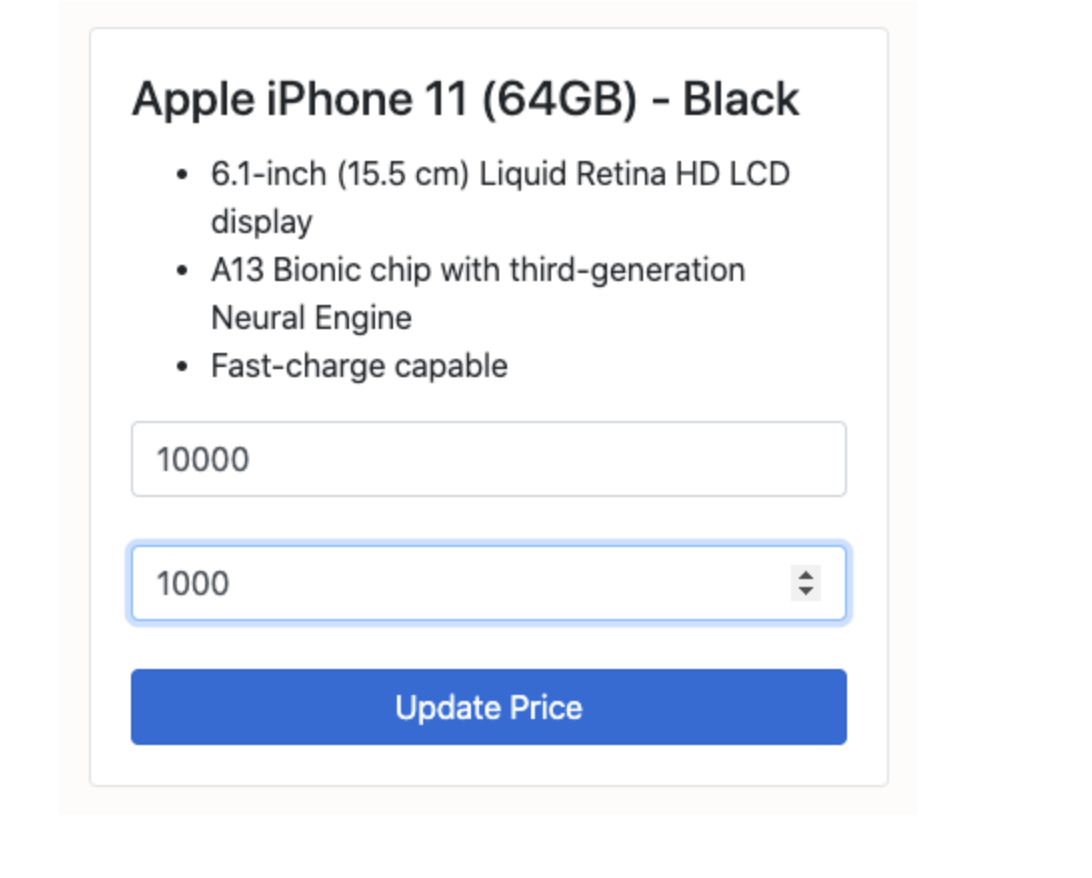 Apple iPhone 11 (64GB) - Black
• 6.1-inch (15.5 cm) Liquid Retina HD LCD
display
• A13 Bionic chip with third-generation
Neural Engine
• Fast-charge capable
10000
1000
Update Price